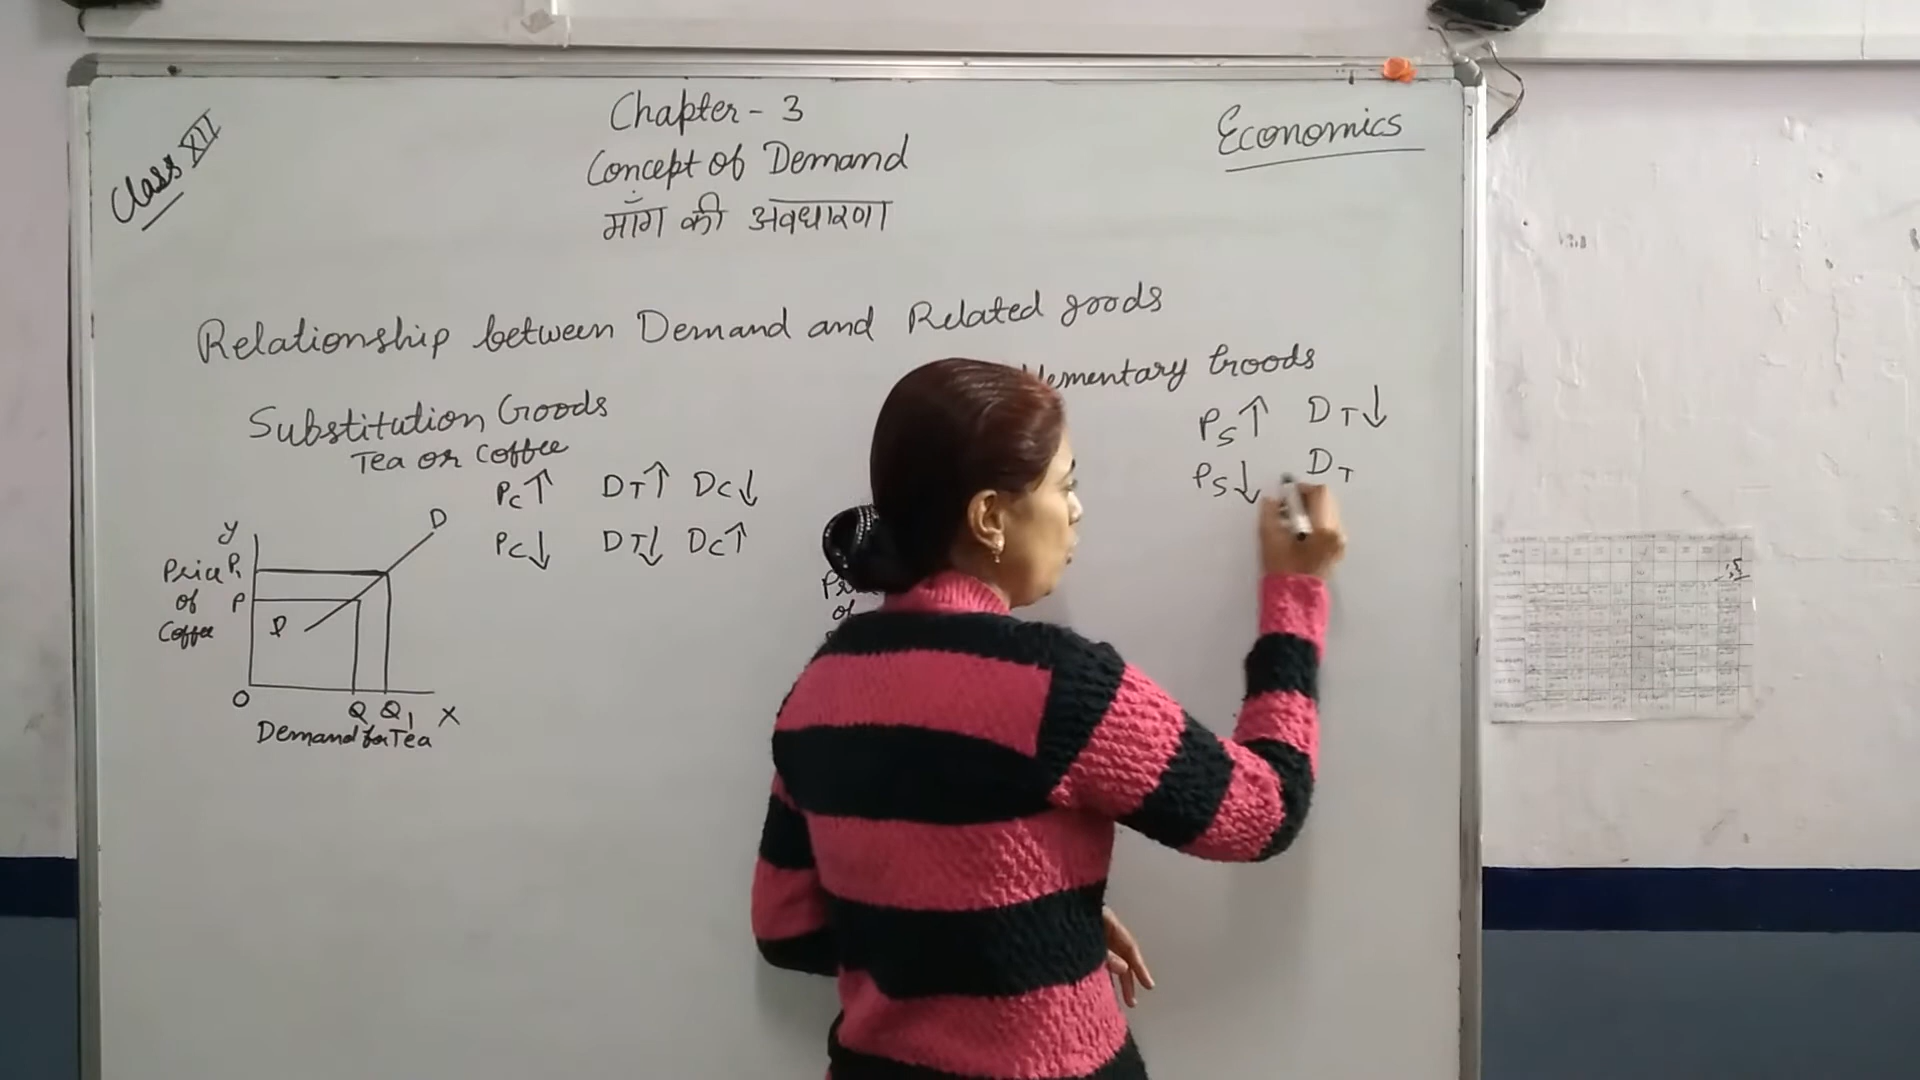 Class XII
Chapter - 3
Economics
Concept of Demand
माँग की अवधारणा
Relationship between Demand and Related goods
Substitution Goods
Tea or Coffee
PC↑ DT↑ DC↓
PC↓ DT↓ DC↑
Y
D
Price P1
of P
Coffee
D
O
Q Q1 X
Demand for Tea
lementary Goods
PS↑ DT↓
PS↓ DT
of